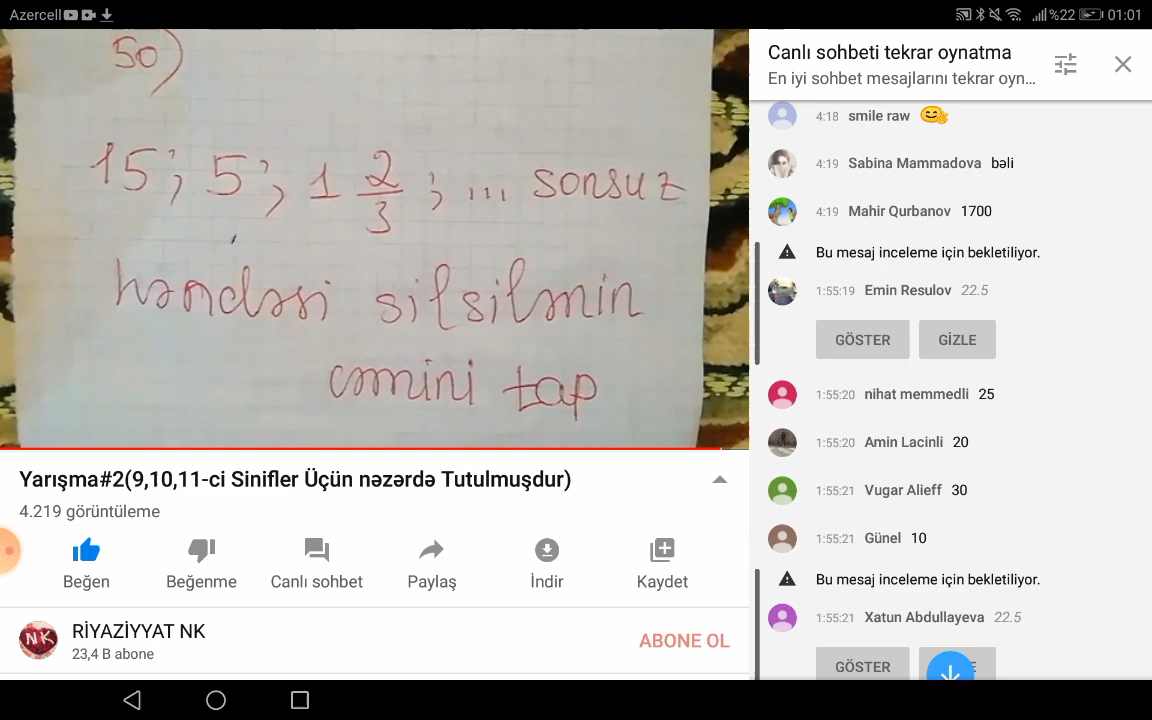 Azercell
%22 01:01
50)
15; 5; 1 2/3; ... sonsuz
həndəsi silsilənin
cəmini tap
Yarışma#2(9,10,11-ci Sinifler Üçün nəzərdə Tutulmuşdur)
4.219 görüntüleme
Beğen Beğenme Canlı sohbet Paylaş İndir Kaydet
NK
RİYAZİYYAT NK
23,4 B abone
ABONE OL
Canlı sohbeti tekrar oynatma
En iyi sohbet mesajlarını tekrar oyn...
4:18 smile raw
4:19 Sabina Mammadova bəli
4:19 Mahir Qurbanov 1700
Bu mesaj inceleme için bekletiliyor.
1:55:19 Emin Resulov 22.5
GÖSTER GİZLE
1:55:20 nihat memmedli 25
1:55:20 Amin Lacinli 20
1:55:21 Vugar Alieff 30
1:55:21 Günel 10
Bu mesaj inceleme için bekletiliyor.
1:55:21 Xatun Abdullayeva 22.5
GÖSTER